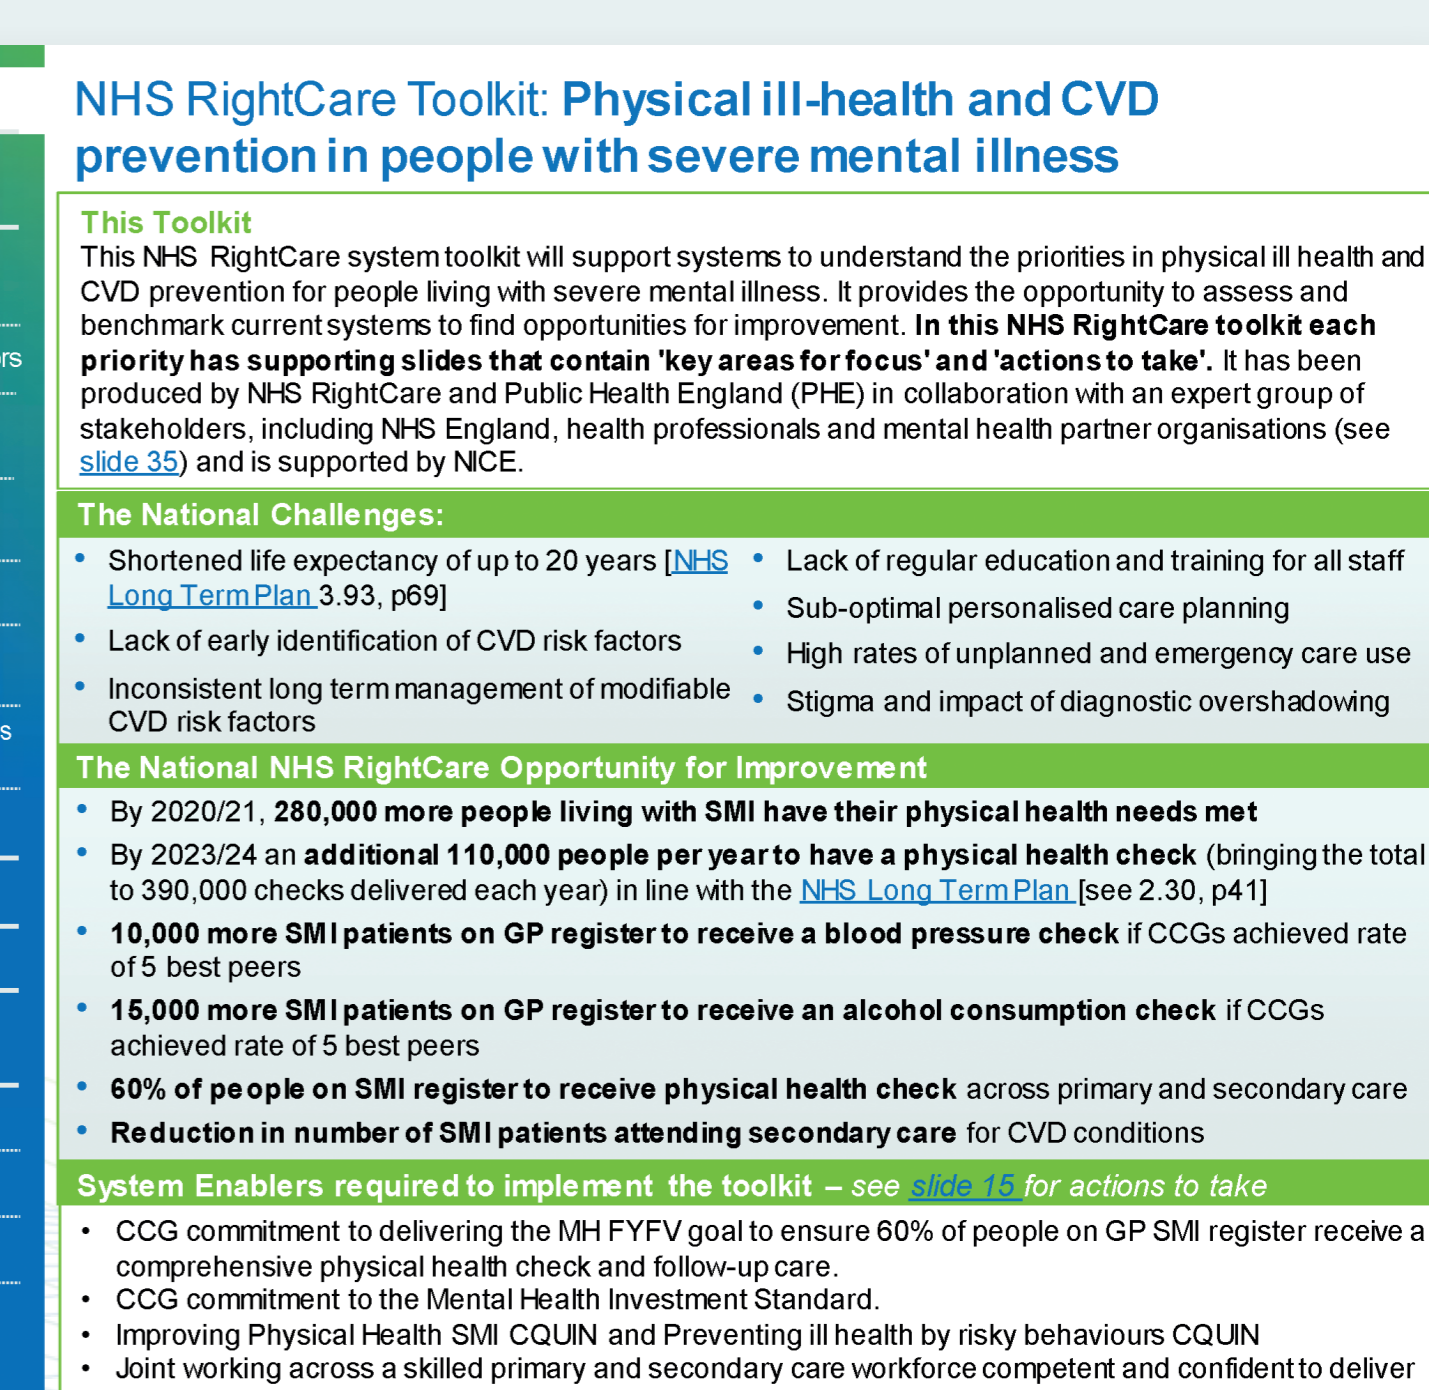 NHS RightCare Toolkit: Physical ill-health and CVD
prevention in people with severe mental illness
This Toolkit
This NHS RightCare system toolkit will support systems to understand the priorities in physical ill health and
CVD prevention for people living with severe mental illness. It provides the opportunity to assess and
benchmark current systems to find opportunities for improvement. In this NHS RightCare toolkit each
priority has supporting slides that contain 'key areas for focus' and 'actions to take'. It has been
produced by NHS RightCare and Public Health England (PHE) in collaboration with an expert group of
stakeholders, including NHS England, health professionals and mental health partner organisations (see
slide 35) and is supported by NICE.
The National Challenges:
• Shortened life expectancy of up to 20 years [NHS
Long Term Plan 3.93, p69]
• Lack of early identification of CVD risk factors
• Inconsistent long term management of modifiable
CVD risk factors
• Lack of regular education and training for all staff
• Sub-optimal personalised care planning
• High rates of unplanned and emergency care use
• Stigma and impact of diagnostic overshadowing
The National NHS RightCare Opportunity for Improvement
• By 2020/21, 280,000 more people living with SMI have their physical health needs met
• By 2023/24 an additional 110,000 people per year to have a physical health check (bringing the total
to 390,000 checks delivered each year) in line with the NHS Long Term Plan [see 2.30, p41]
• 10,000 more SMI patients on GP register to receive a blood pressure check if CCGs achieved rate
of 5 best peers
• 15,000 more SMI patients on GP register to receive an alcohol consumption check if CCGs
achieved rate of 5 best peers
• 60% of people on SMI register to receive physical health check across primary and secondary care
• Reduction in number of SMI patients attending secondary care for CVD conditions
System Enablers required to implement the toolkit – see slide 15 for actions to take
• CCG commitment to delivering the MH FYFV goal to ensure 60% of people on GP SMI register receive a
comprehensive physical health check and follow-up care.
• CCG commitment to the Mental Health Investment Standard.
• Improving Physical Health SMI CQUIN and Preventing ill health by risky behaviours CQUIN
• Joint working across a skilled primary and secondary care workforce competent and confident to deliver